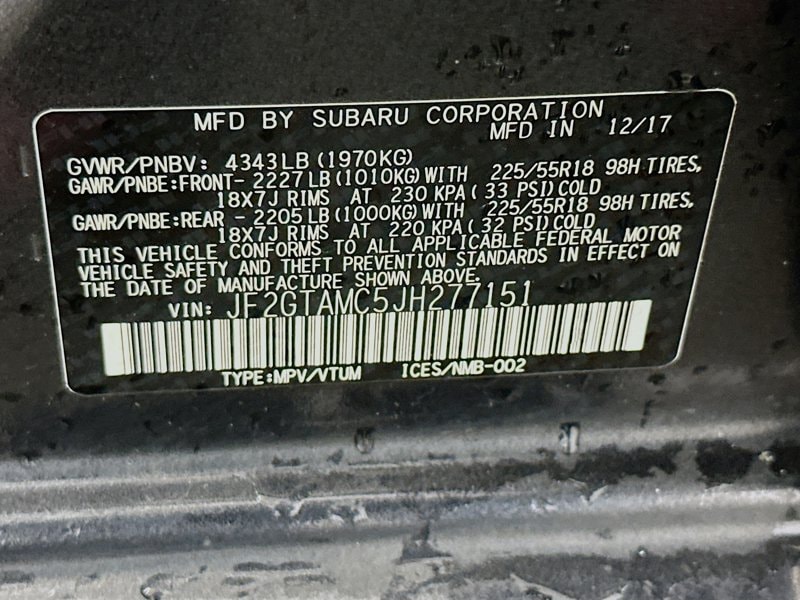 MFD BY SUBARU CORPORATION
MFD IN 12/17
GVWR/PNBV: 4343LB (1970KG)
GAWR/PNBE:FRONT- 2227LB (1010KG)WITH 225/55R18 98H TIRES,
18X7J RIMS AT 230 KPA( 33 PSI)COLD
GAWR/PNBE:REAR - 2205LB (1000KG)WITH 225/55R18 98H TIRES,
18X7J RIMS AT 220 KPA( 32 PSI)COLD
THIS VEHICLE CONFORMS TO ALL APPLICABLE FEDERAL MOTOR
VEHICLE SAFETY AND THEFT PREVENTION STANDARDS IN EFFECT ON
THE DATE OF MANUFACTURE SHOWN ABOVE.
VIN: JF2GTAMC5JH277151
TYPE:MPV/VTUM ICES/NMB-002